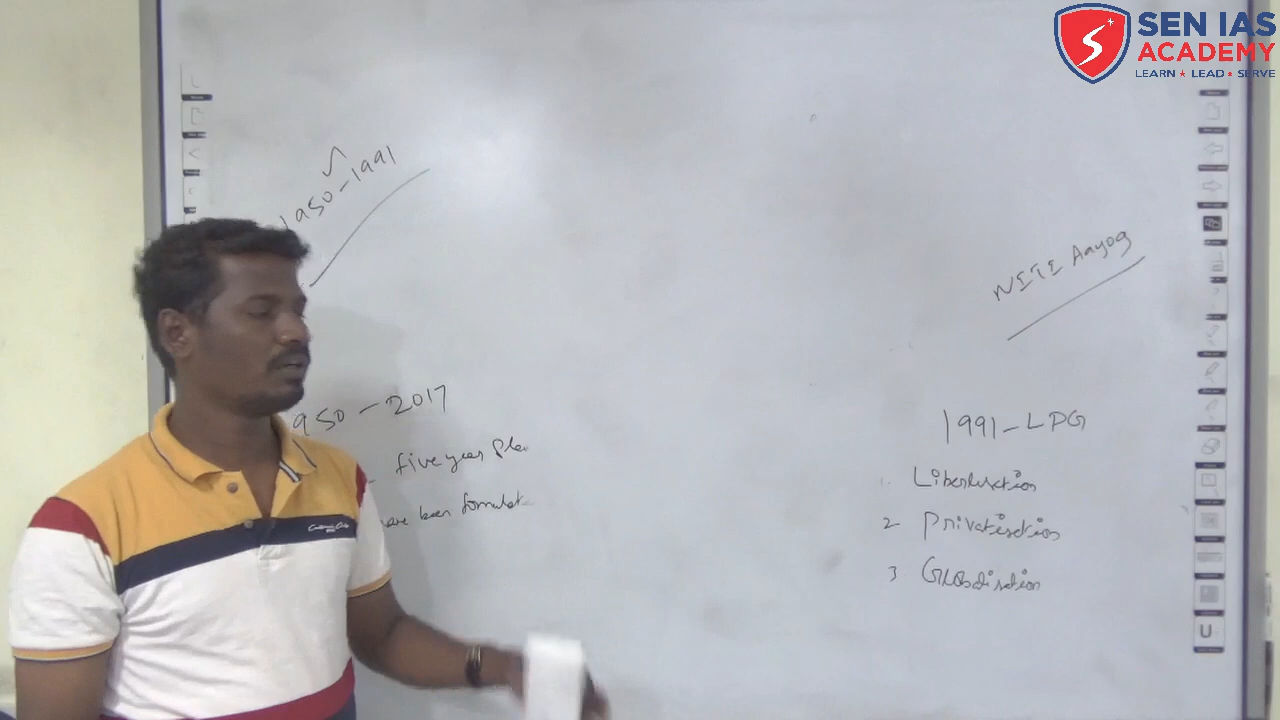 SEN IAS
ACADEMY
LEARN ★ LEAD ★ SERVE
1950-1991
NITI Aayog
950-2017
five year Pla
been formulat
1991-LPG
1. Liberlisation
2 Privatisation
3. Globalisation
U